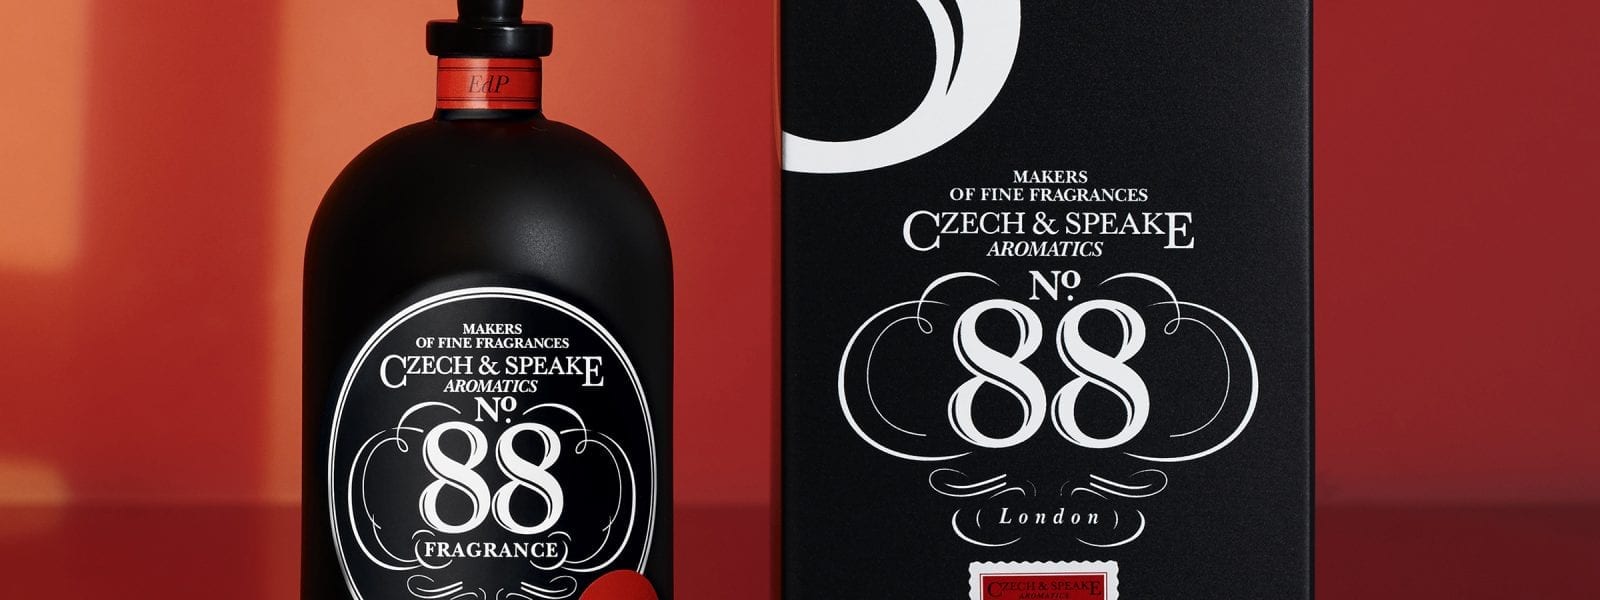 EdP
MAKERS
OF FINE FRAGRANCES
CZECH & SPEAKE
AROMATICS
Nº.
88
FRAGRANCE
MAKERS
OF FINE FRAGRANCES
CZECH & SPEAKE
AROMATICS
Nº.
88
( London )
CZECH & SPEAKE
AROMATICS